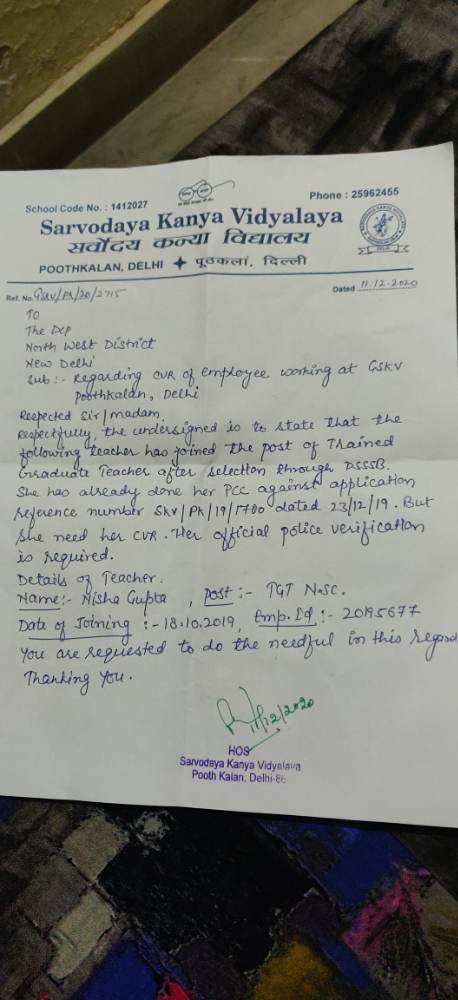 School Code No. : 1412027
Phone : 25962455
Sarvodaya Kanya Vidyalaya
सर्वोदय कन्या विद्यालय
POOTHKALAN, DELHI ✦ पूठकलां, दिल्ली
Ref. No. GSKV/PK/20/2715
Dated 11-12-2020
To
The DCP
North West District
New Delhi
Sub:- Regarding CVR of employee working at GSKV
Poothkalan, Delhi
Respected Sir/madam,
Respectfully, the undersigned is to state that the
following teacher has joined the post of Trained
Graduate Teacher after selection through DSSSB.
She has already done her PCC against application
reference number SKV/PK/19/1780 dated 23/12/19. But
She need her CVR. Her official police verification
is required.
Details of Teacher.
Name:- Nisha Gupta, Post:- TGT N.Sc.
Date of Joining :- 18.10.2019, Emp. Id :- 20195677
You are requested to do the needful in this regard
Thanking you.
11/12/2020
HOS
Sarvodaya Kanya Vidyalaya
Pooth Kalan, Delhi-86